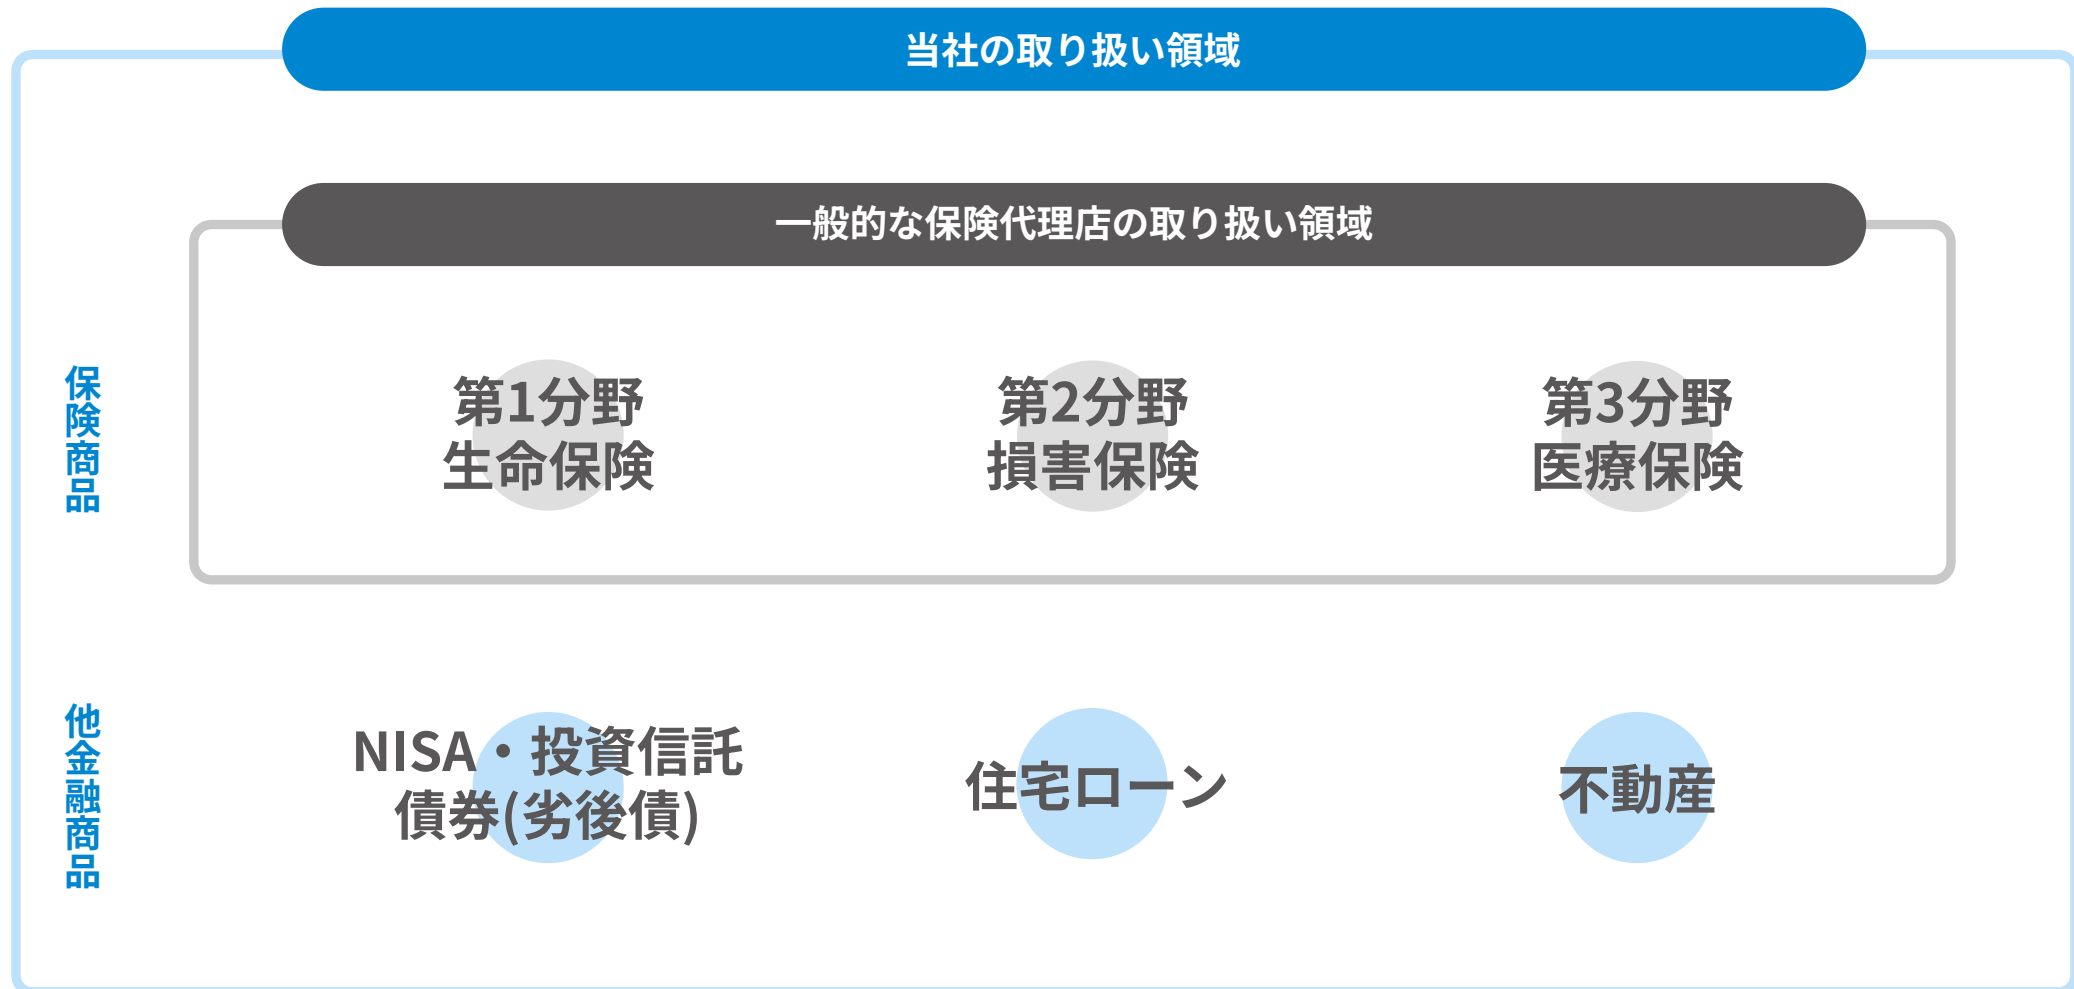 当社の取り扱い領域
一般的な保険代理店の取り扱い領域
保険商品
第1分野
生命保険
第2分野
損害保険
第3分野
医療保険
他金融商品
NISA・投資信託
債券(劣後債)
住宅ローン
不動産